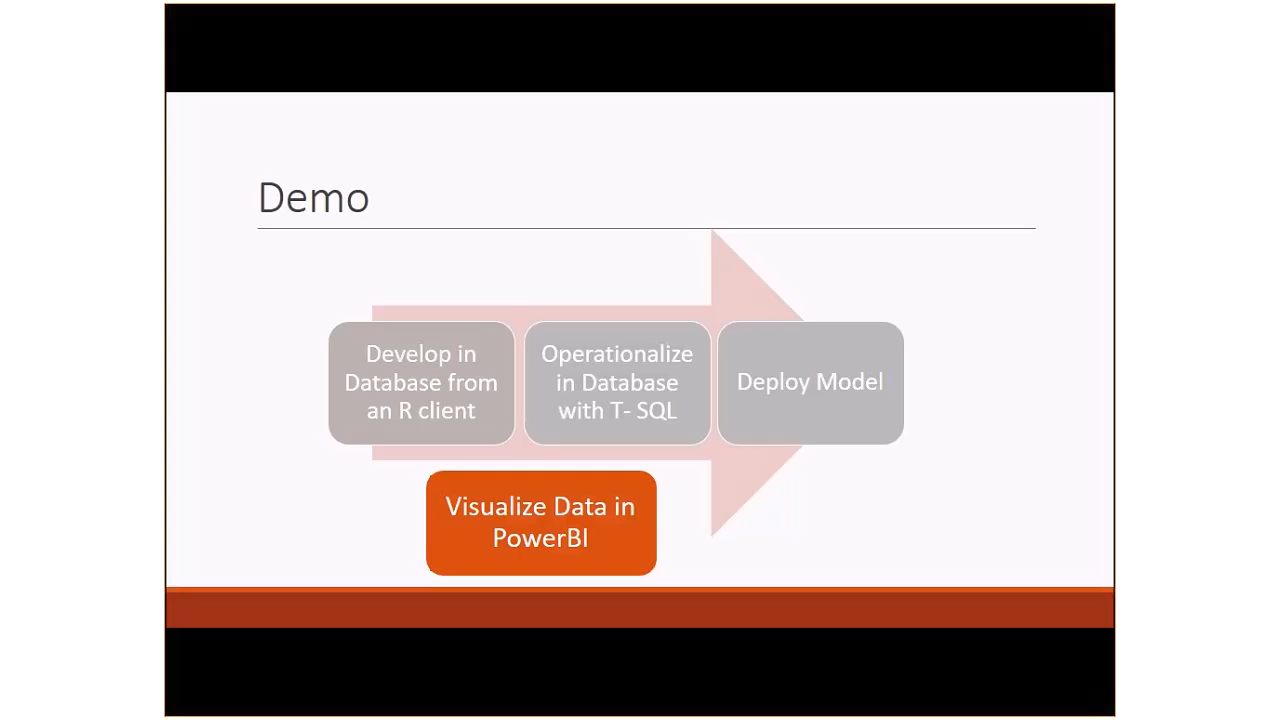 Demo
Develop in
Database from
an R client
Operationalize
in Database
with T- SQL
Deploy Model
Visualize Data in
PowerBI